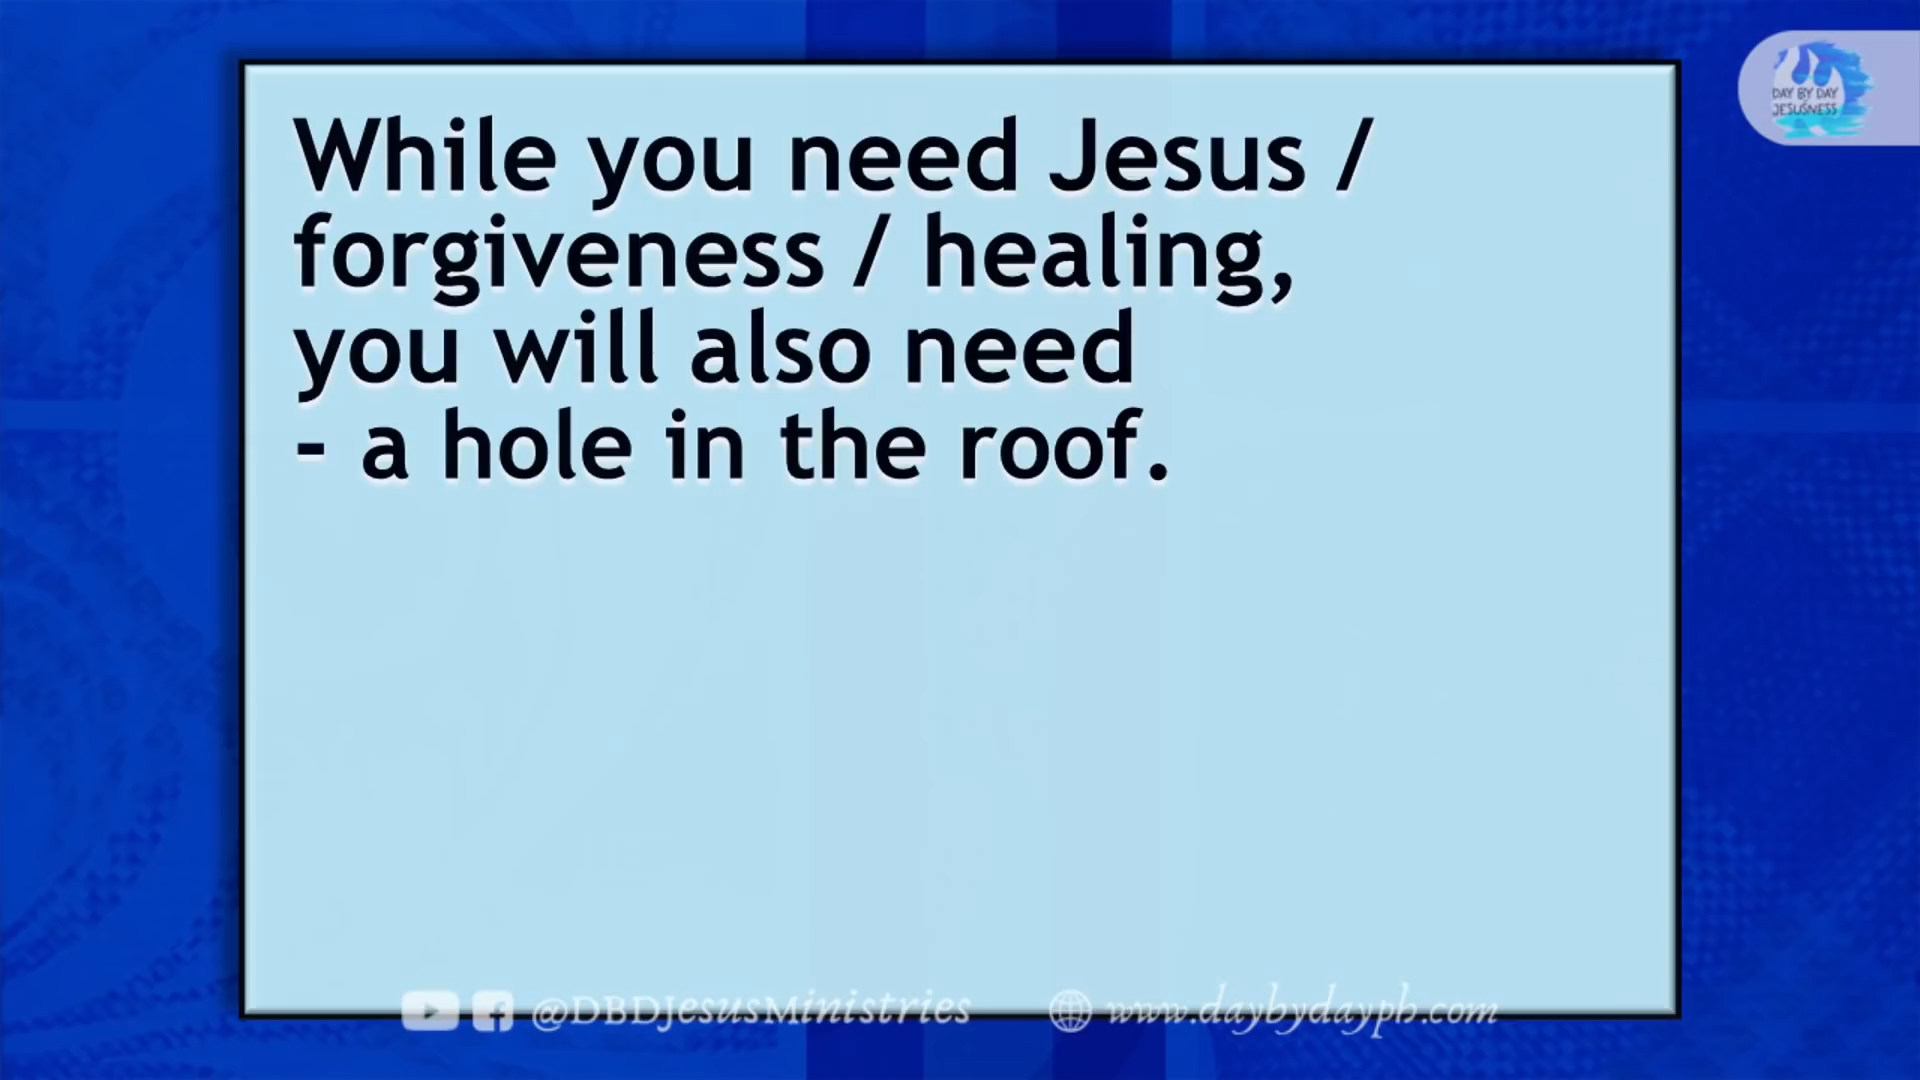 While you need Jesus /
forgiveness / healing,
you will also need
- a hole in the roof.
DAY BY DAY
JESUSNESS
@DBDJesusMinistries
www.daybydayph.com